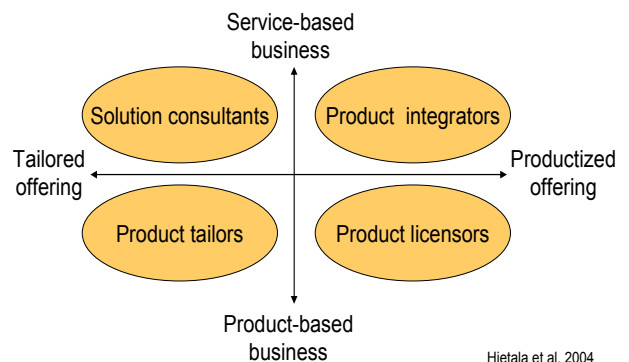 Service-based
business
Solution consultants
Product integrators
Tailored
offering
Productized
offering
Product tailors
Product licensors
Product-based
business
Hietala et al. 2004